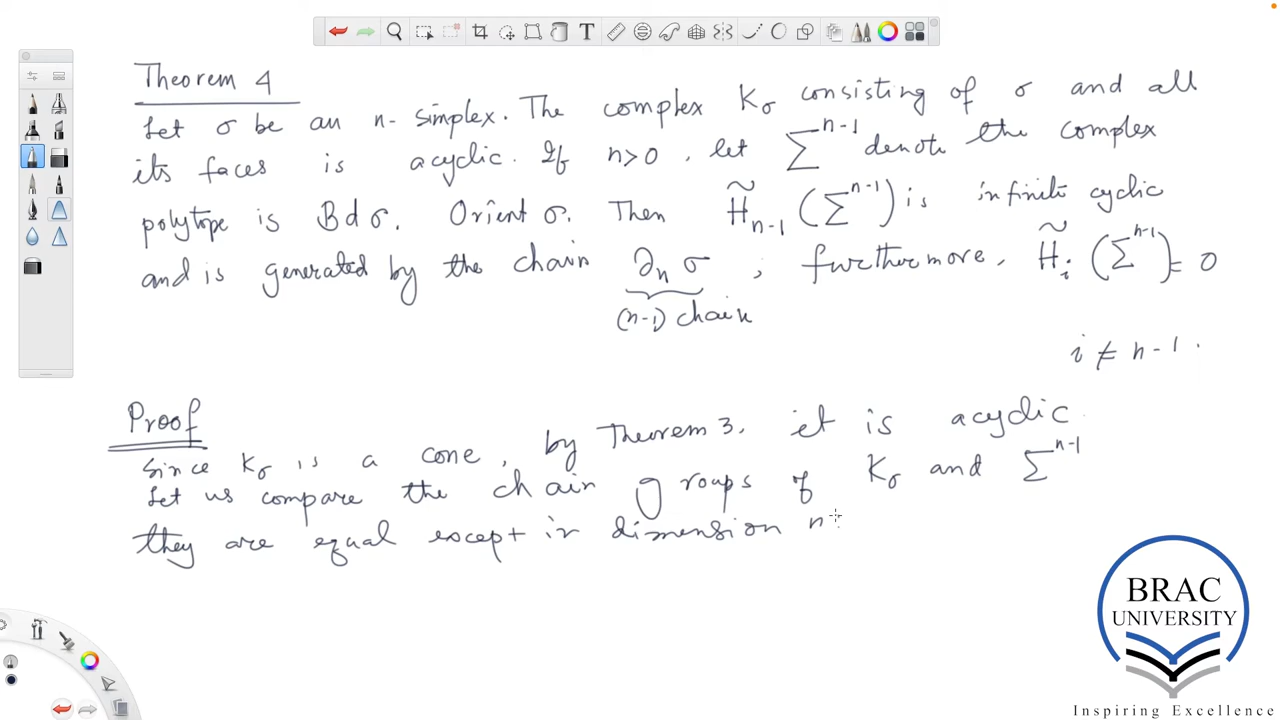 Theorem 4
Let σ be an n- simplex. The complex K_σ consisting of σ and all
its faces is acyclic. If n>0, let Σ^{n-1} denote the complex
polytope is Bd σ. Orient σ. Then H̃_{n-1} (Σ^{n-1}) is infinite cyclic
and is generated by the chain ∂_n σ ; furthermore, H̃_i (Σ^{n-1}) = 0
(n-1) chain
i ≠ n-1.
Proof
Since K_σ is a cone, by Theorem 3, it is acyclic.
Let us compare the chain groups of K_σ and Σ^{n-1}
they are equal except in dimension n
BRAC
UNIVERSITY
Inspiring Excellence